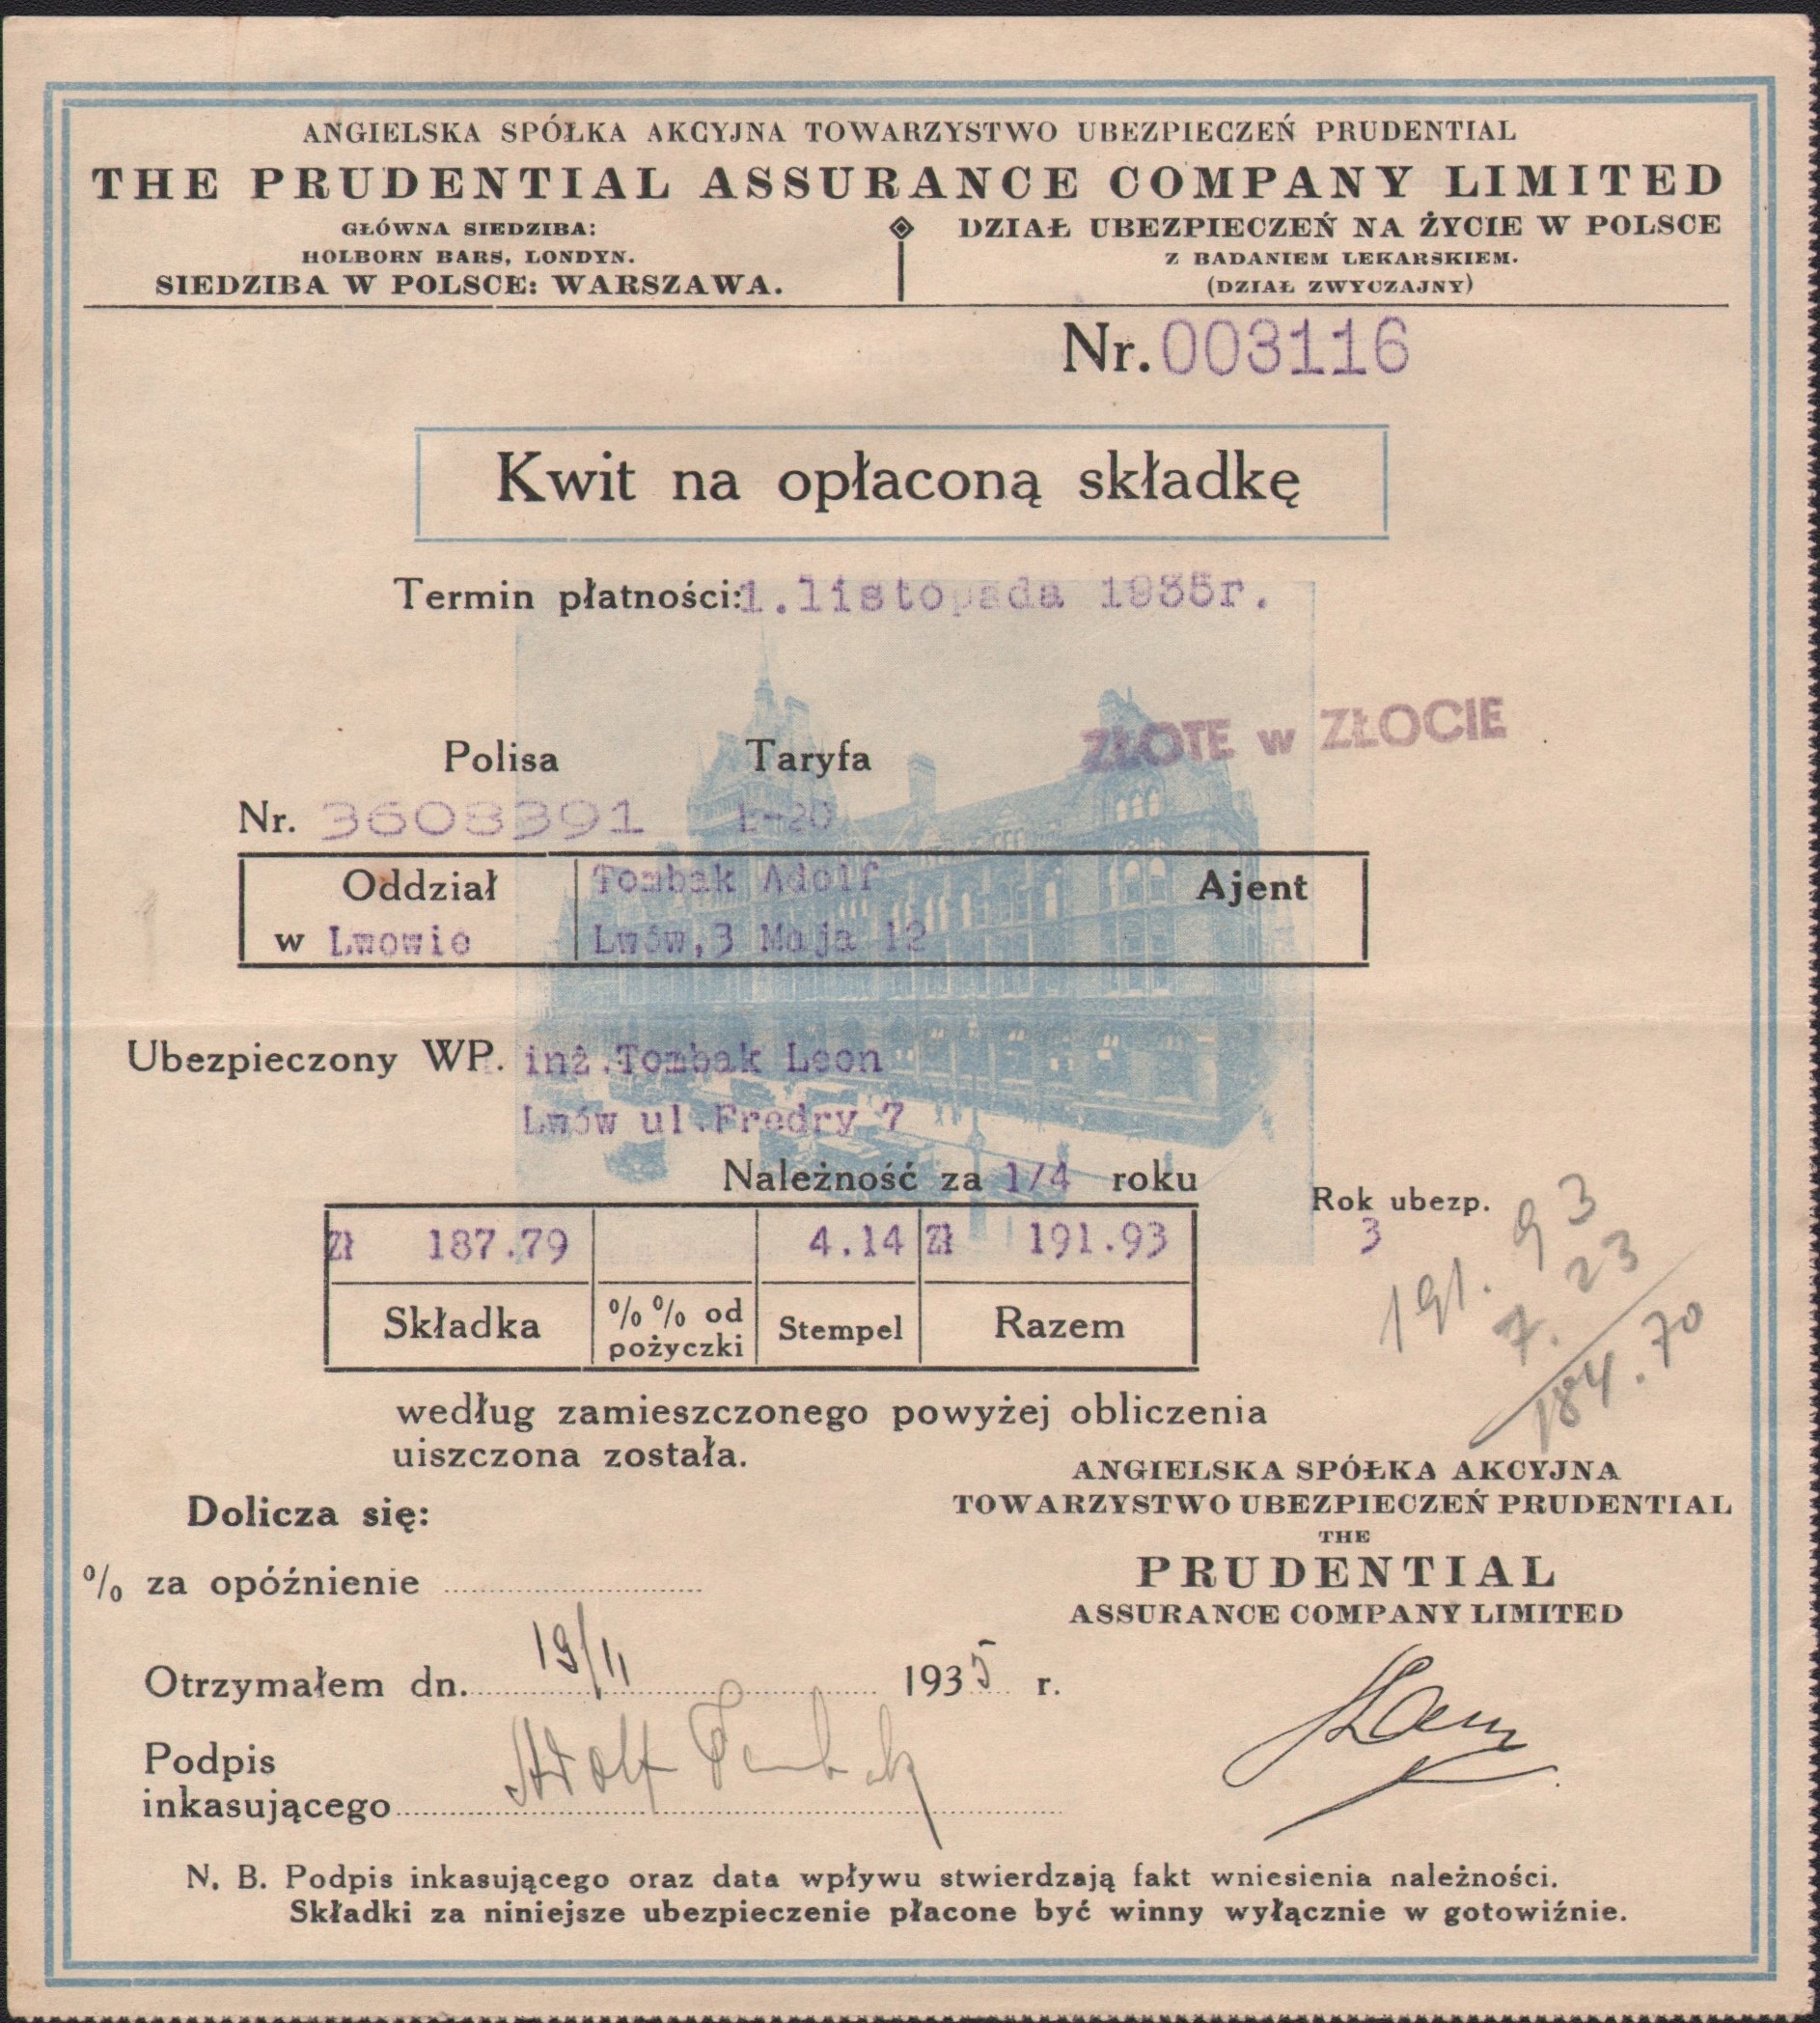 ANGIELSKA SPÓŁKA AKCYJNA TOWARZYSTWO UBEZPIECZEŃ PRUDENTIAL
THE PRUDENTIAL ASSURANCE COMPANY LIMITED
GŁÓWNA SIEDZIBA:
HOLBORN BARS, LONDYN.
SIEDZIBA W POLSCE: WARSZAWA.
DZIAŁ UBEZPIECZEŃ NA ŻYCIE W POLSCE
Z BADANIEM LEKARSKIEM.
(DZIAŁ ZWYCZAJNY)
Nr. 003116
Kwit na opłaconą składkę
Termin płatności: 1. listopada 1935r.
ZŁOTE w ZŁOCIE
Polisa Taryfa
Nr. 3608391 -20
Oddział
w Lwowie
Tombak Adolf
Lwów, 3 Maja 12
Ajent
Ubezpieczony WP. inż. Tombak Leon
Lwów ul. Fredry 7
Należność za 1/4 roku
Rok ubezp.
3
Zł 187.79 4.14 Zł 191.93
Składka %% od pożyczki Stempel Razem
191.93
7.23
184.70
według zamieszczonego powyżej obliczenia
uiszczona została.
Dolicza się:
% za opóźnienie
ANGIELSKA SPÓŁKA AKCYJNA
TOWARZYSTWO UBEZPIECZEŃ PRUDENTIAL
THE
PRUDENTIAL
ASSURANCE COMPANY LIMITED
Otrzymałem dn. 19/11 1935 r.
Podpis
inkasującego Adolf Tombak
N. B. Podpis inkasującego oraz data wpływu stwierdzają fakt wniesienia należności.
Składki za niniejsze ubezpieczenie płacone być winny wyłącznie w gotowiźnie.